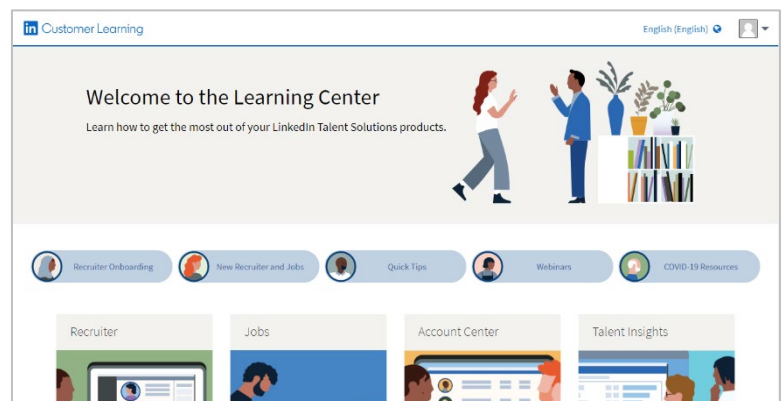 in Customer Learning
English (English)
Welcome to the Learning Center
Learn how to get the most out of your LinkedIn Talent Solutions products.
Recruiter Onboarding
New Recruiter and Jobs
Quick Tips
Webinars
COVID-19 Resources
Recruiter
Jobs
Account Center
Talent Insights